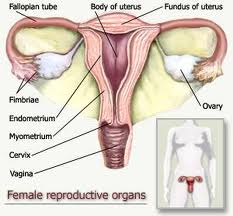 Fallopian tube
Body of uterus
Fundus of uterus
Fimbriae
Ovary
Endometrium
Myometrium
Cervix
Vagina
Female reproductive organs